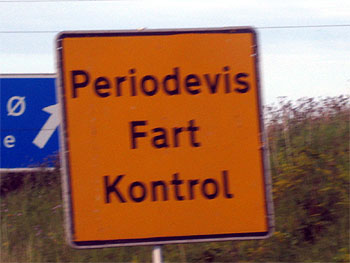 Ø
e
Periodevis
Fart
Kontrol